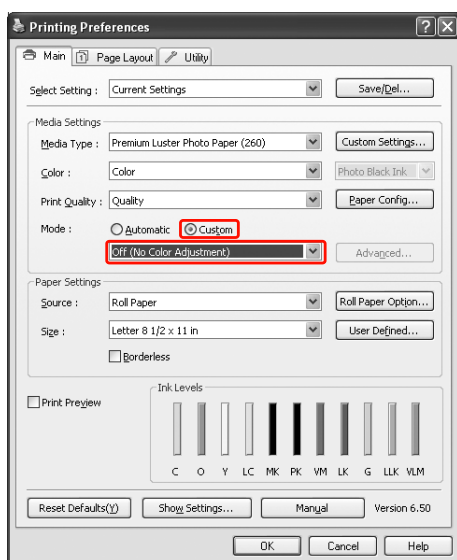 Printing Preferences
Main Page Layout Utility
Select Setting : Current Settings Save/Del...
Media Settings
Media Type : Premium Luster Photo Paper (260) Custom Settings...
Color : Color Photo Black Ink
Print Quality : Quality Paper Config...
Mode : Automatic Custom
Off (No Color Adjustment) Advanced...
Paper Settings
Source : Roll Paper Roll Paper Option...
Size : Letter 8 1/2 x 11 in User Defined...
Borderless
Print Preview
Ink Levels
C O Y LC MK PK VM LK G LLK VLM
Reset Defaults(Y) Show Settings... Manual Version 6.50
OK Cancel Help